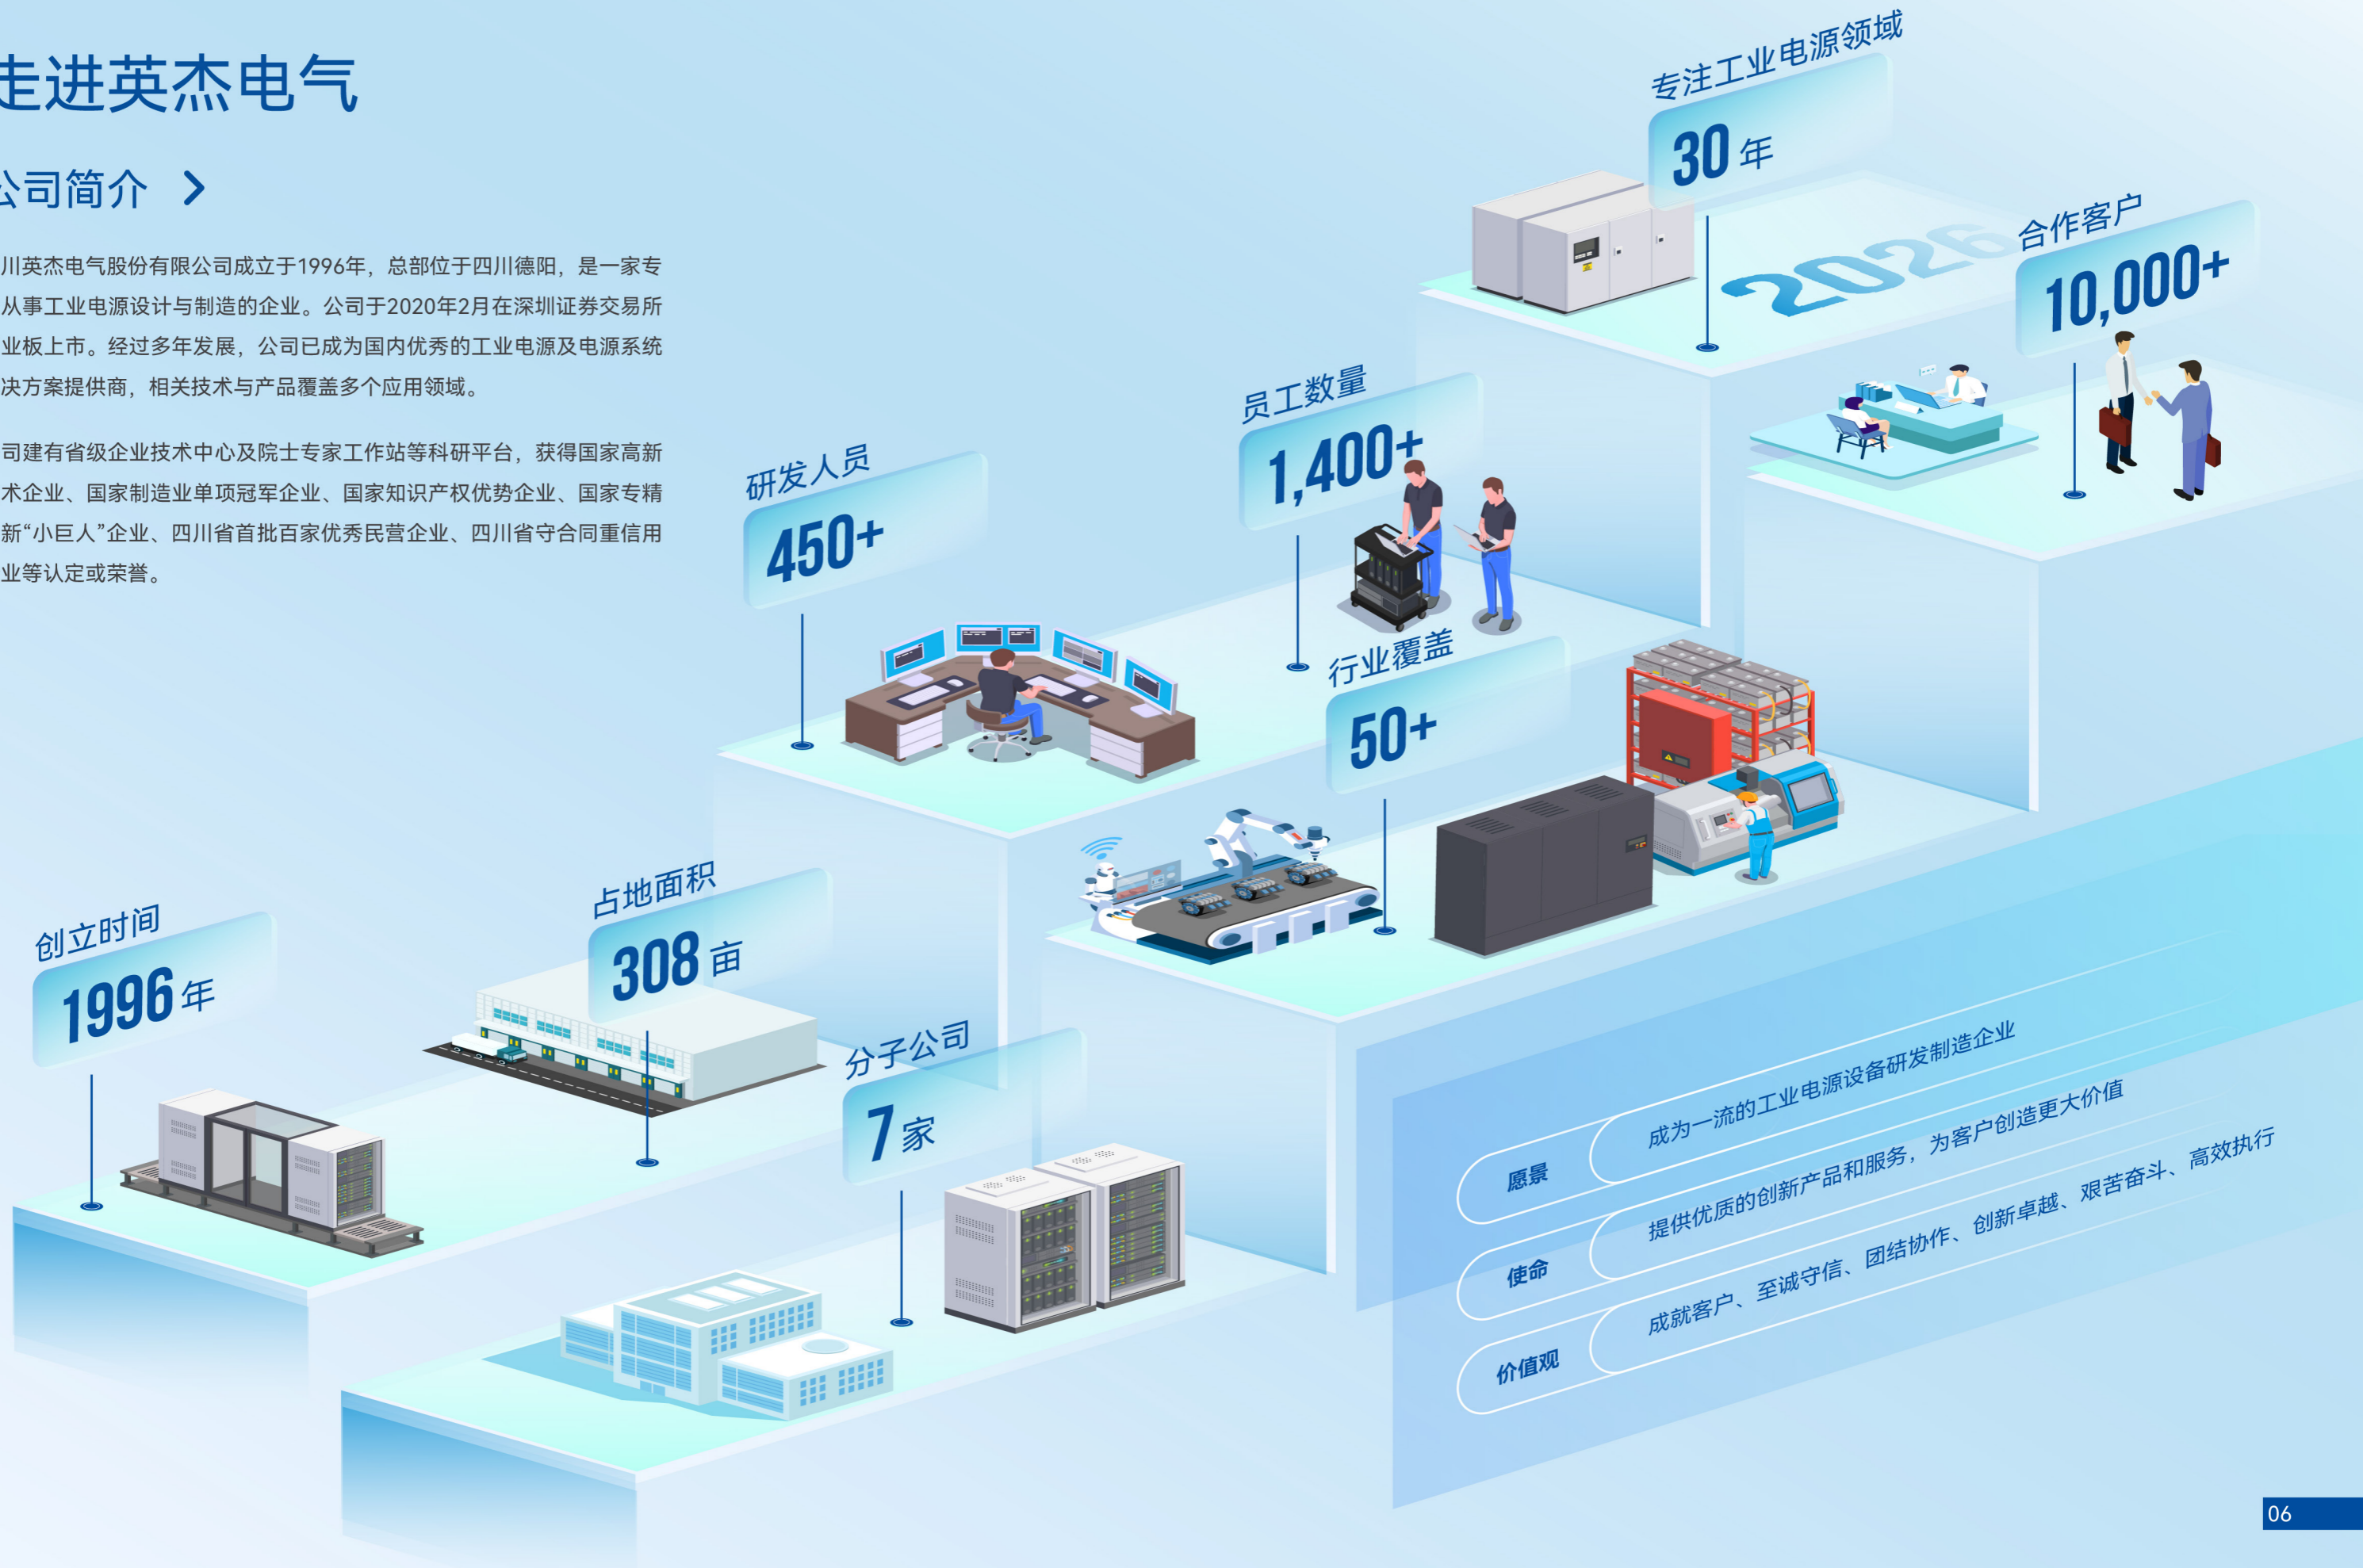 走进英杰电气
公司简介
川英杰电气股份有限公司成立于1996年，总部位于四川德阳，是一家专
从事工业电源设计与制造的企业。公司于2020年2月在深圳证券交易所
业板上市。经过多年发展，公司已成为国内优秀的工业电源及电源系统
决方案提供商，相关技术与产品覆盖多个应用领域。
司建有省级企业技术中心及院士专家工作站等科研平台，获得国家高新
术企业、国家制造业单项冠军企业、国家知识产权优势企业、国家专精
新“小巨人”企业、四川省首批百家优秀民营企业、四川省守合同重信用
业等认定或荣誉。
专注工业电源领域
30年
2026
合作客户
10,000+
员工数量
1,400+
研发人员
450+
行业覆盖
50+
占地面积
308亩
创立时间
1996年
分子公司
7家
愿景
成为一流的工业电源设备研发制造企业
使命
提供优质的创新产品和服务，为客户创造更大价值
价值观
成就客户、至诚守信、团结协作、创新卓越、艰苦奋斗、高效执行
06